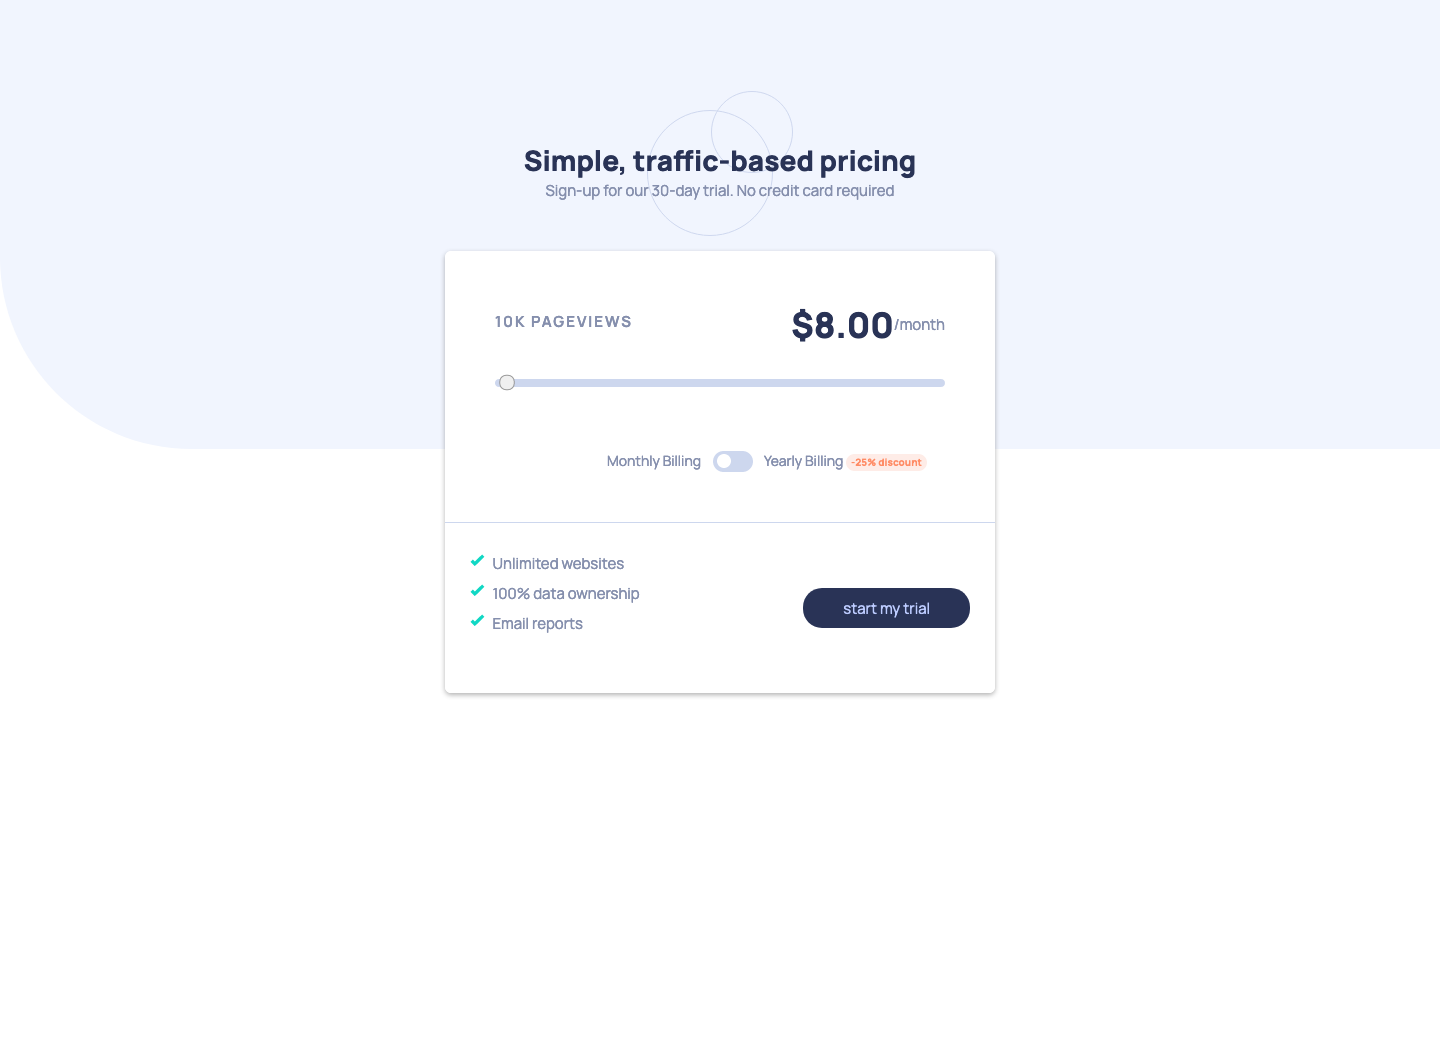 Simple, traffic-based pricing
Sign-up for our 30-day trial. No credit card required
10K PAGEVIEWS
$8.00/month
Monthly Billing
Yearly Billing -25% discount
Unlimited websites
100% data ownership
Email reports
start my trial